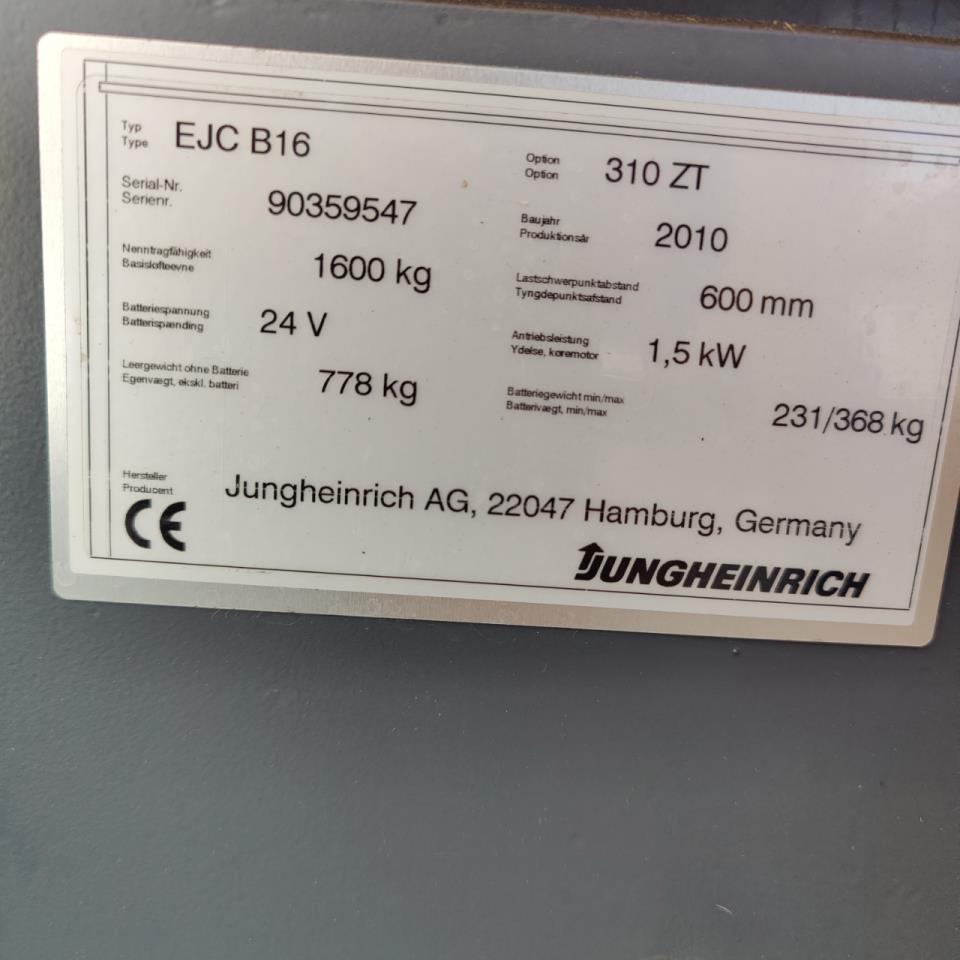 Typ
Type EJC B16
Option
Option 310 ZT
Serial-Nr.
Serienr. 90359547
Baujahr
Produktionsår 2010
Nenntragfähigkeit
Basisløfteevne 1600 kg
Lastschwerpunktabstand
Tyngdepunktsafstand 600 mm
Batteriespannung
Batterispænding 24 V
Antriebsleistung
Ydelse, køremotor 1,5 kW
Leergewicht ohne Batterie
Egenvægt, ekskl. batteri 778 kg
Batteriegewicht min/max
Batterivægt, min/max 231/368 kg
Hersteller
Producent Jungheinrich AG, 22047 Hamburg, Germany
CE
JUNGHEINRICH